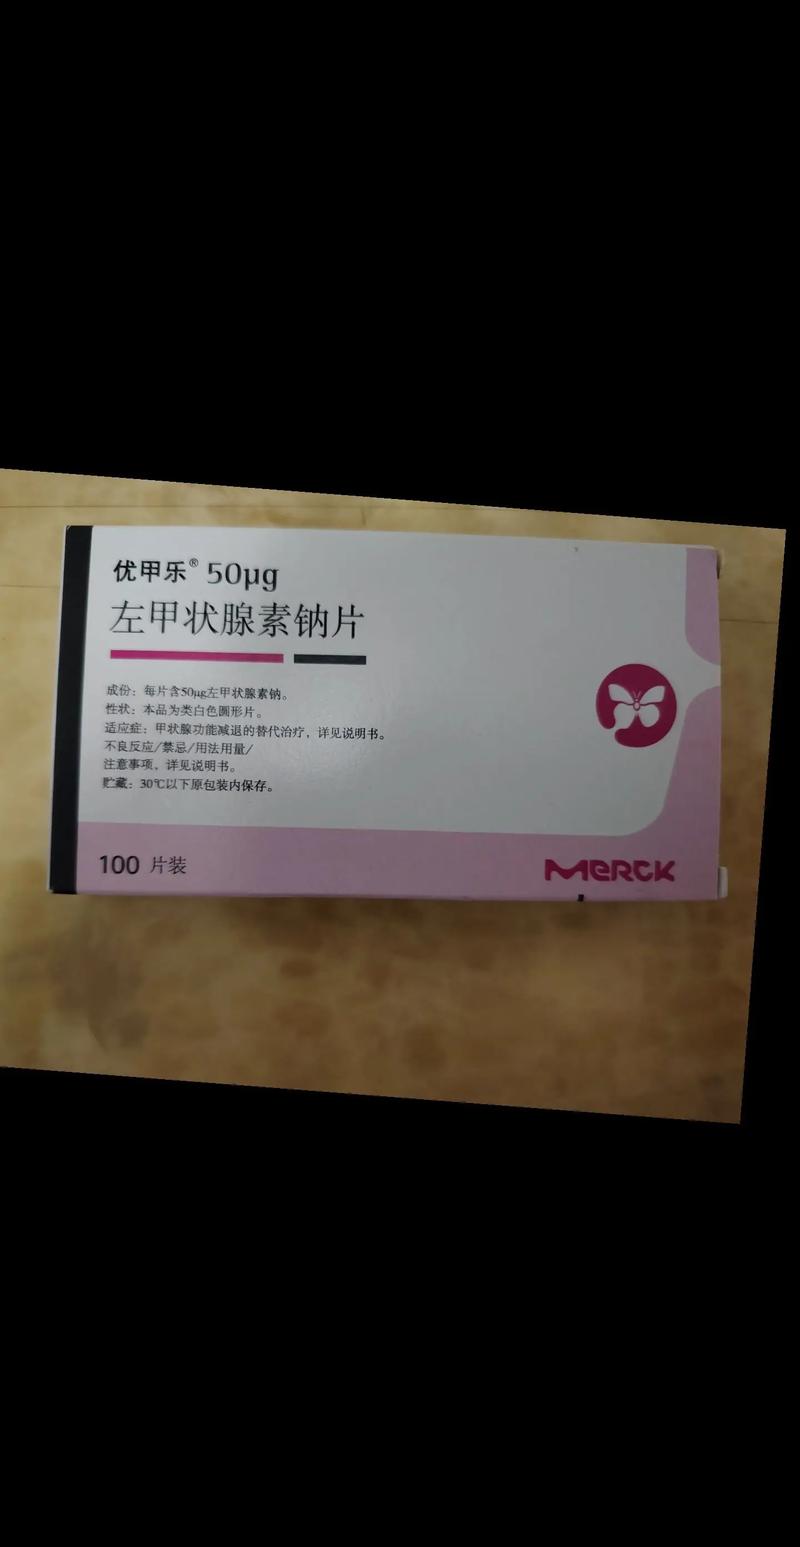 优甲乐® 50μg
左甲状腺素钠片
成份：每片含50μg左甲状腺素钠。
性状：本品为类白色圆形片。
适应症：甲状腺功能减退的替代治疗，详见说明书。
不良反应/禁忌/用法用量/
注意事项，详见说明书。
贮藏：30℃以下原包装内保存。
100 片装
MERCK